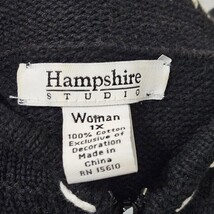 Hampshire
STUDIO
Woman
1X
100% Cotton
Exclusive of
Decoration
Made in
China
RN 15610